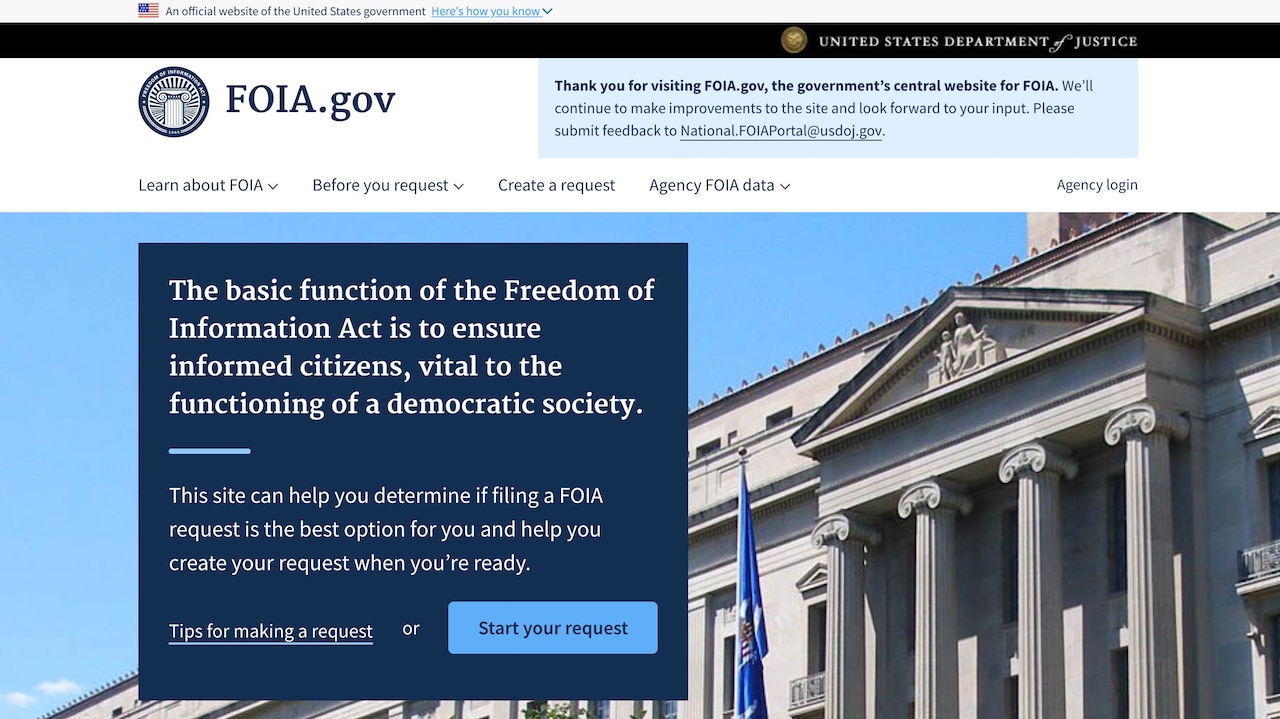 An official website of the United States government Here's how you know
UNITED STATES DEPARTMENT of JUSTICE
FREEDOM OF INFORMATION ACT
1966
FOIA.gov
Thank you for visiting FOIA.gov, the government’s central website for FOIA. We’ll
continue to make improvements to the site and look forward to your input. Please
submit feedback to National.FOIAPortal@usdoj.gov.
Learn about FOIA Before you request Create a request Agency FOIA data Agency login
The basic function of the Freedom of
Information Act is to ensure
informed citizens, vital to the
functioning of a democratic society.
This site can help you determine if filing a FOIA
request is the best option for you and help you
create your request when you’re ready.
Tips for making a request or Start your request